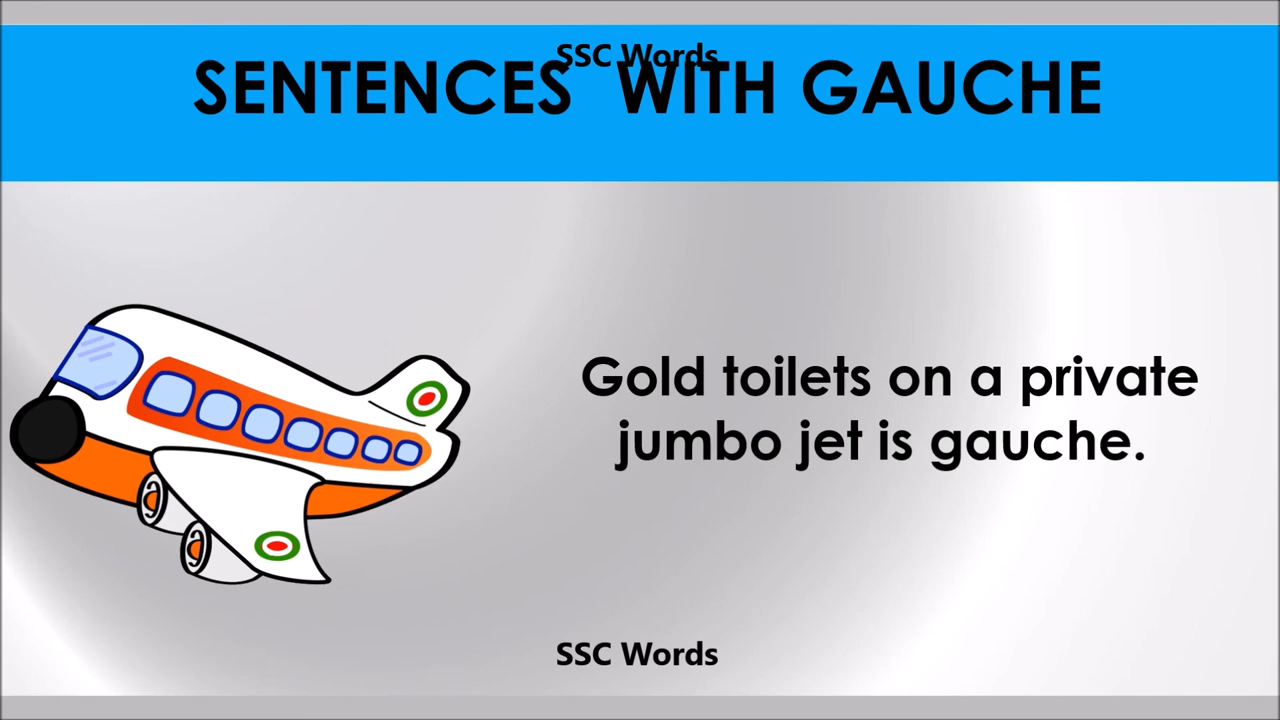 SSC Words
SENTENCES WITH GAUCHE
Gold toilets on a private
jumbo jet is gauche.
SSC Words